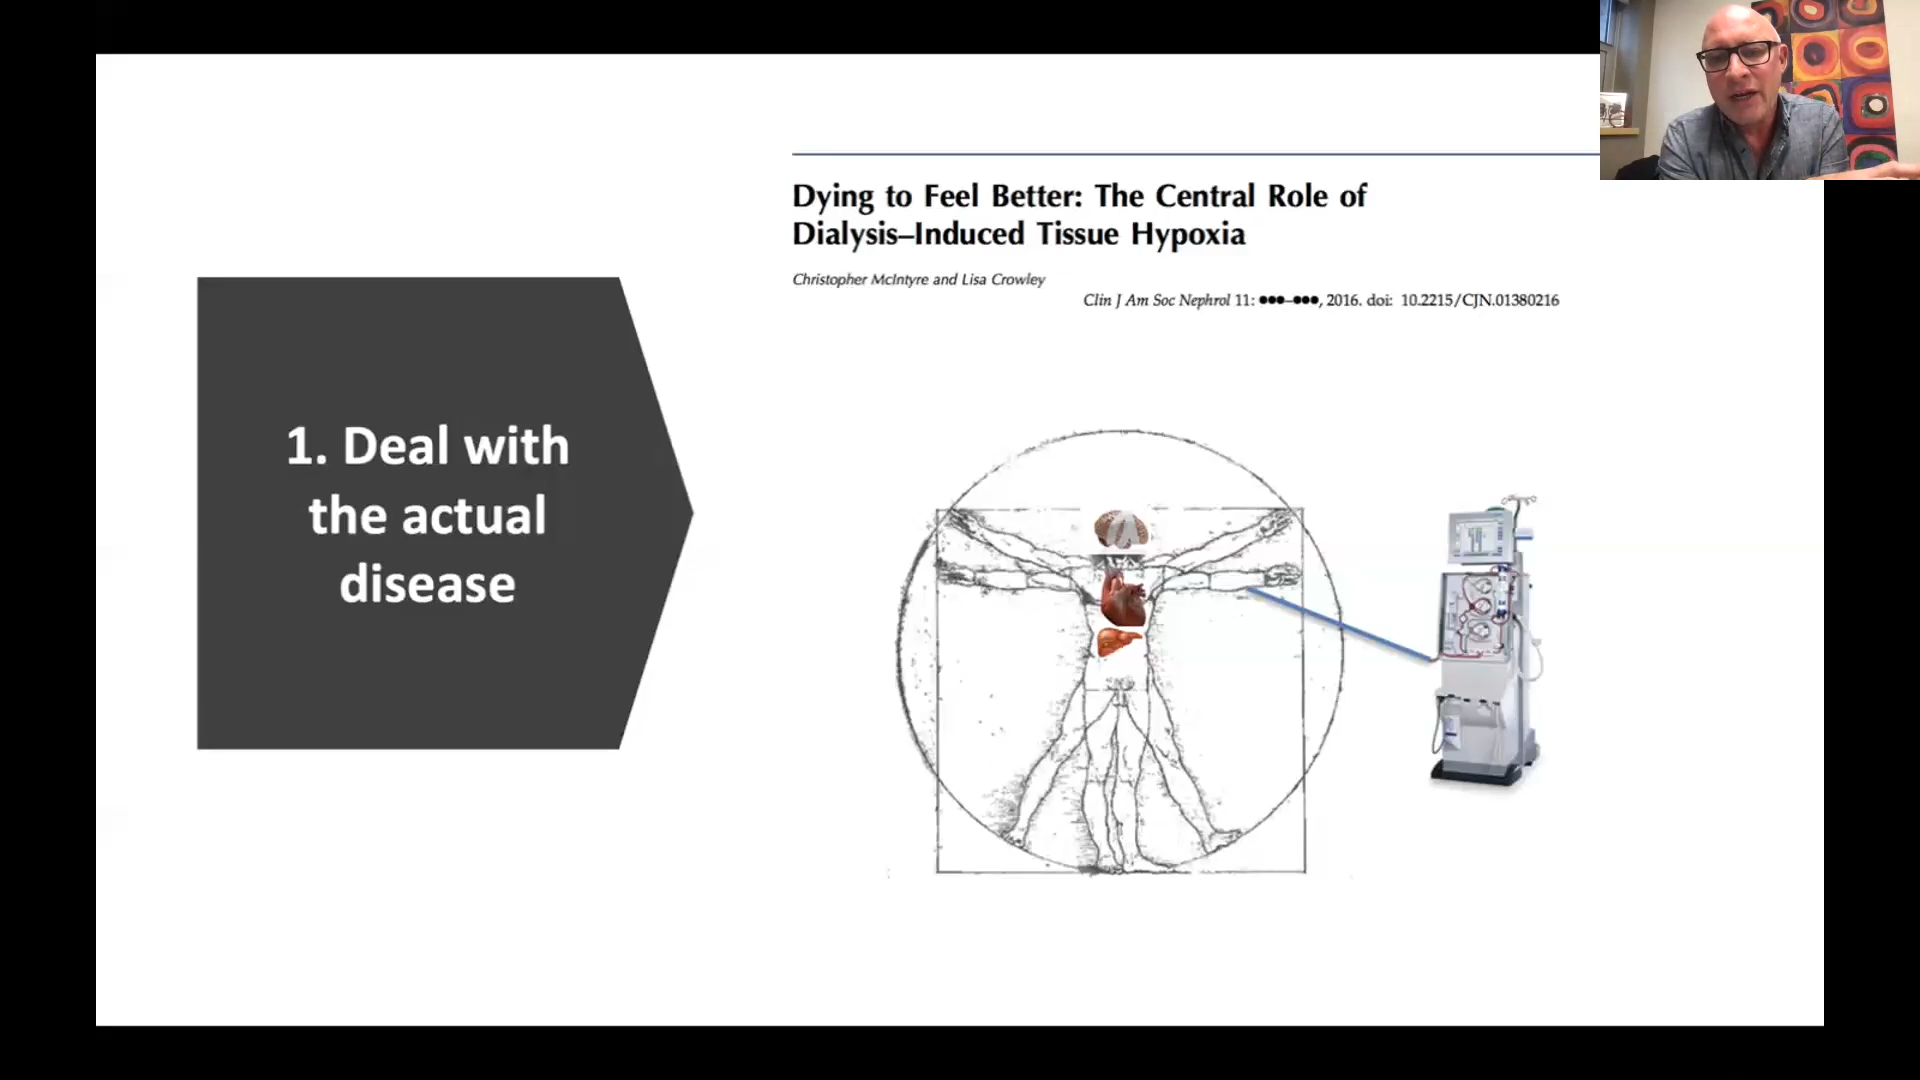 Dying to Feel Better: The Central Role of
Dialysis–Induced Tissue Hypoxia
Christopher McIntyre and Lisa Crowley
Clin J Am Soc Nephrol 11: ●●●–●●●, 2016. doi: 10.2215/CJN.01380216
1. Deal with
the actual
disease